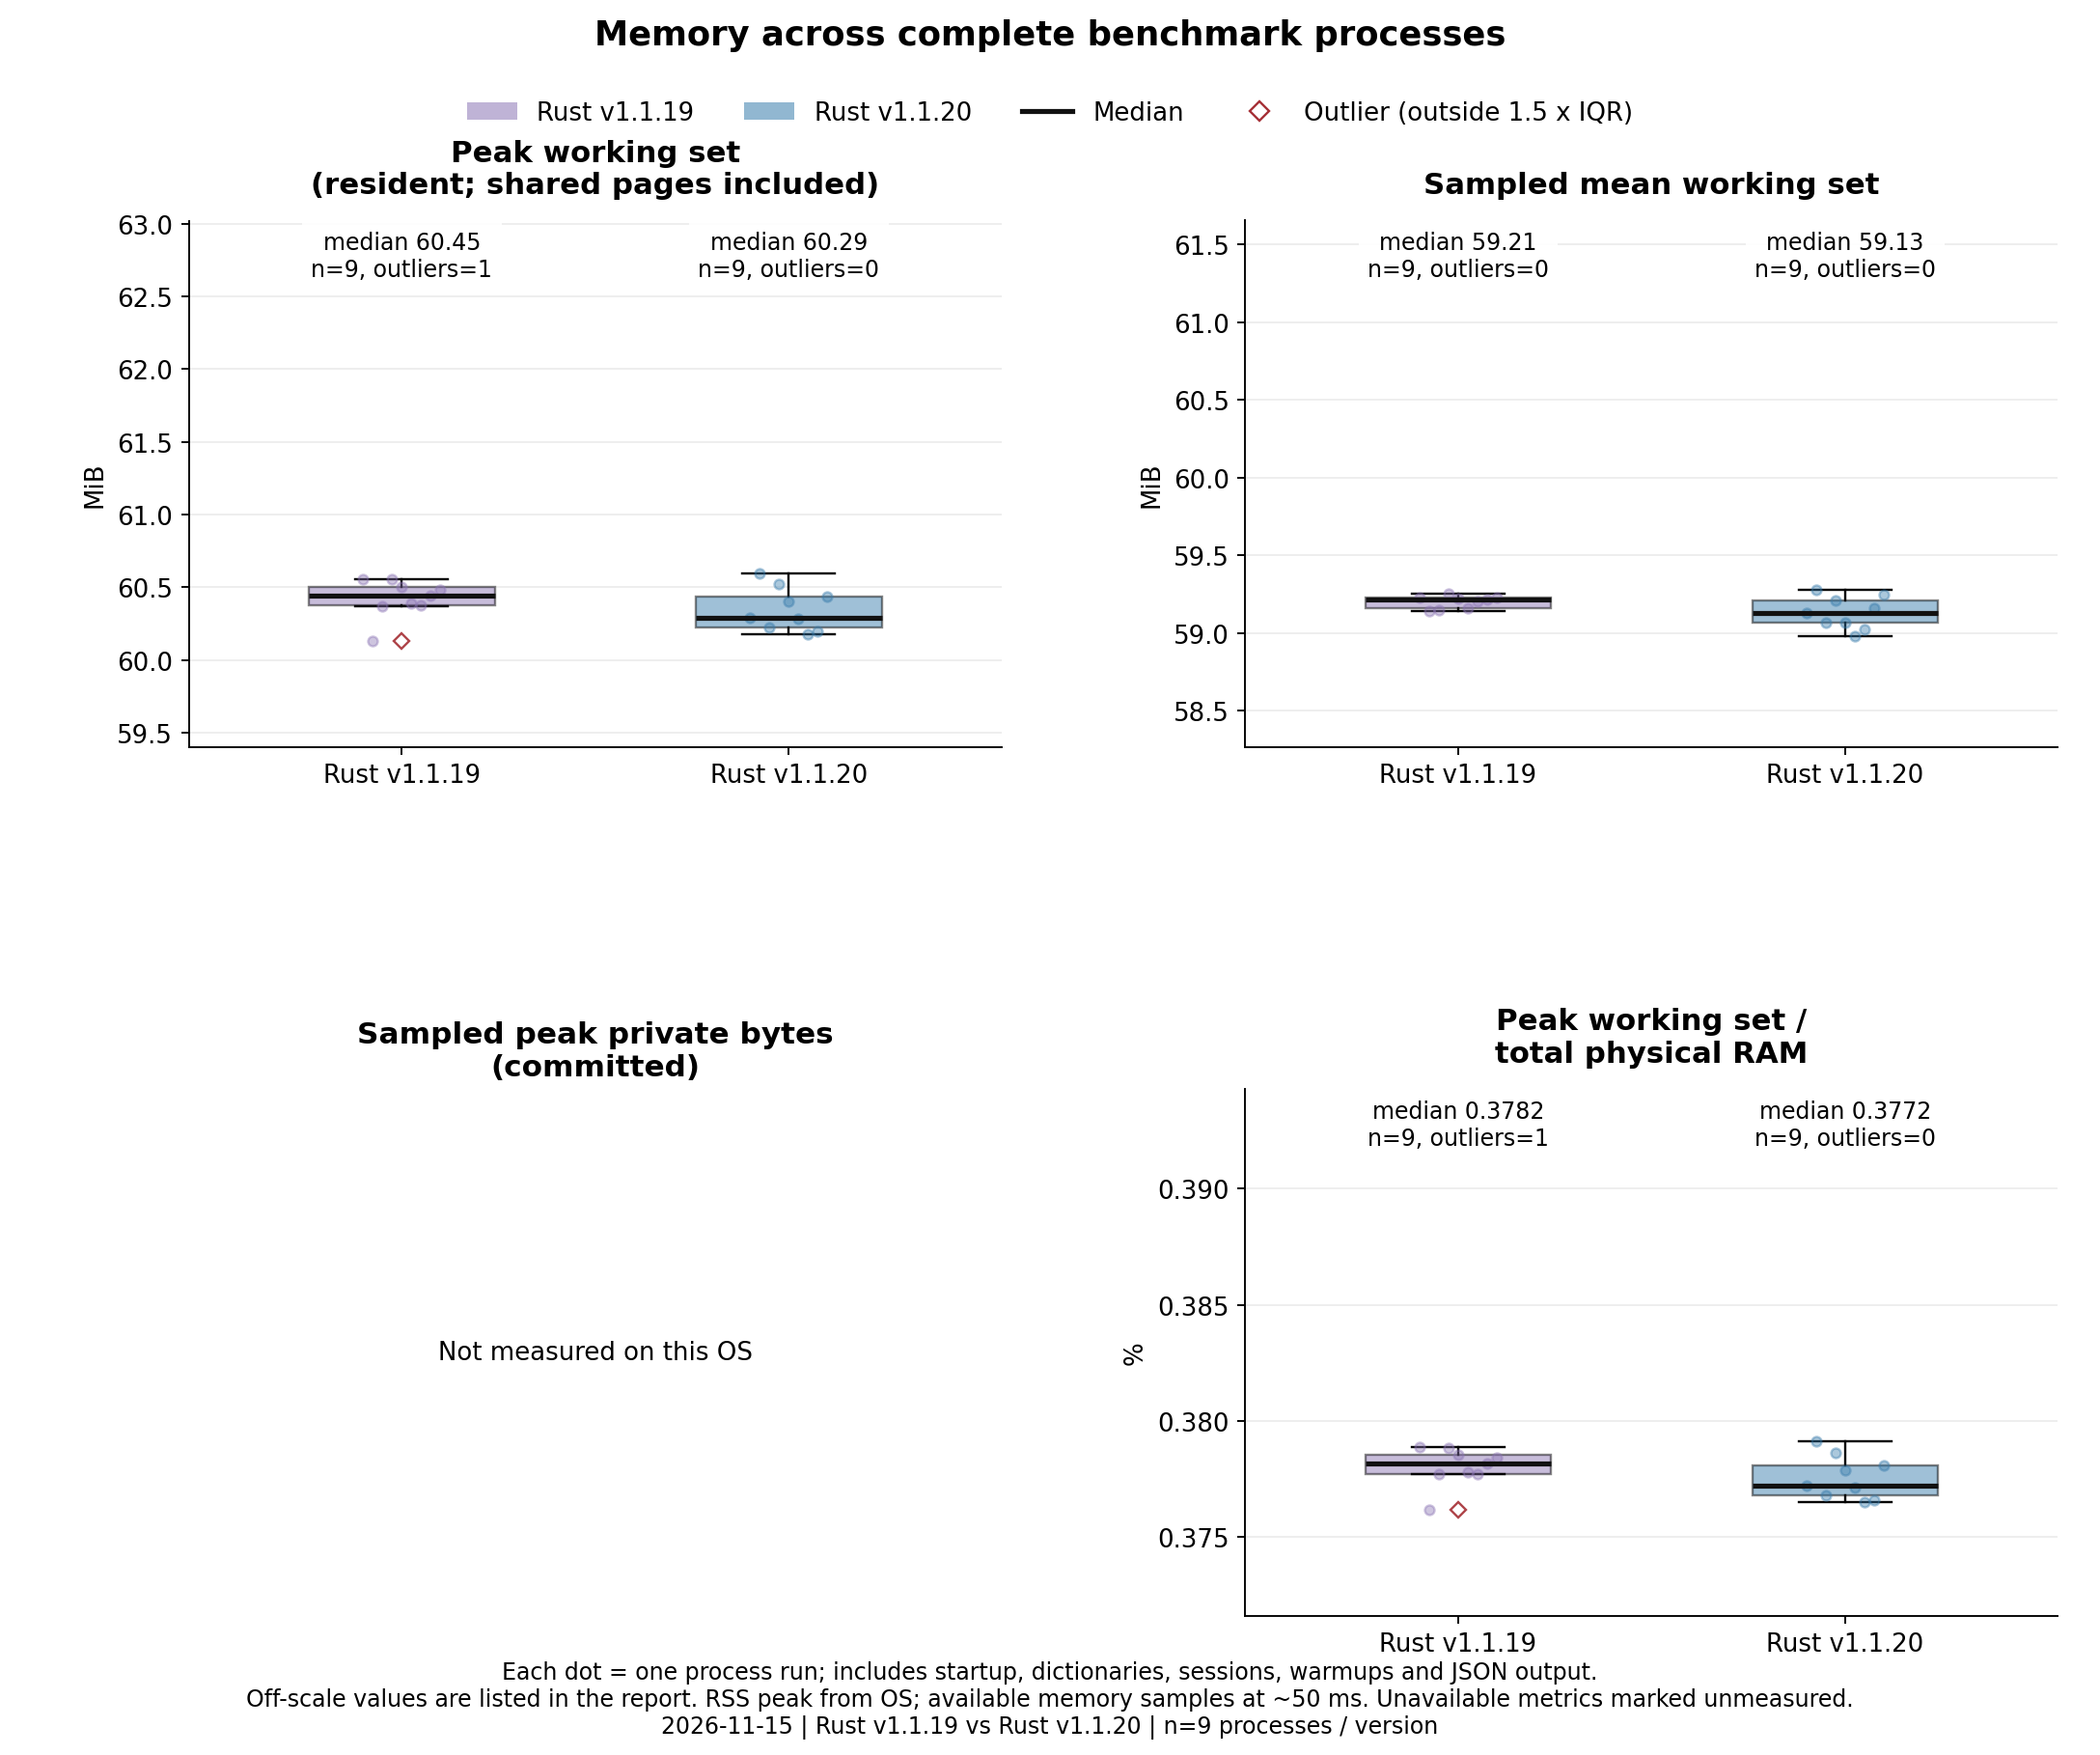 Memory across complete benchmark processes
Rust v1.1.19
Rust v1.1.20
Median
Outlier (outside 1.5 x IQR)
Peak working set
(resident; shared pages included)
63.0
62.5
62.0
61.5
61.0
60.5
60.0
59.5
MiB
median 60.45
n=9, outliers=1
median 60.29
n=9, outliers=0
Rust v1.1.19
Rust v1.1.20
Sampled mean working set
61.5
61.0
60.5
60.0
59.5
59.0
58.5
MiB
median 59.21
n=9, outliers=0
median 59.13
n=9, outliers=0
Rust v1.1.19
Rust v1.1.20
Sampled peak private bytes
(committed)
Not measured on this OS
Peak working set /
total physical RAM
0.390
0.385
0.380
0.375
%
median 0.3782
n=9, outliers=1
median 0.3772
n=9, outliers=0
Rust v1.1.19
Rust v1.1.20
Each dot = one process run; includes startup, dictionaries, sessions, warmups and JSON output.
Off-scale values are listed in the report. RSS peak from OS; available memory samples at ~50 ms. Unavailable metrics marked unmeasured.
2026-11-15 | Rust v1.1.19 vs Rust v1.1.20 | n=9 processes / version